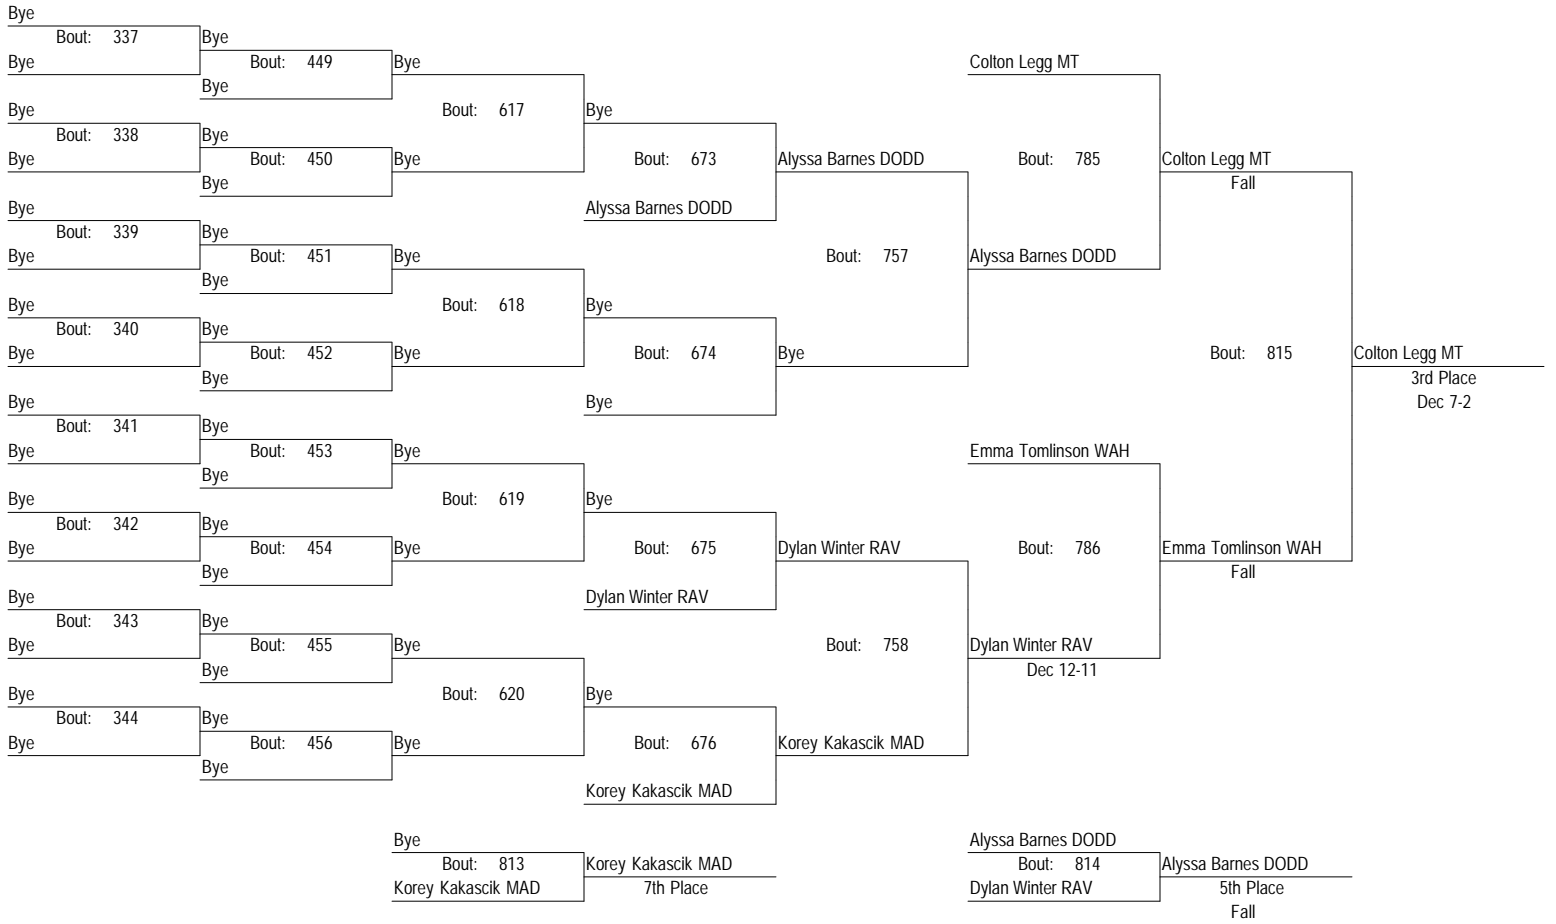 Bye
Bout: 337 Bye
Bye Bout: 449 Bye Colton Legg MT
Bye
Bye Bout: 617 Bye
Bout: 338 Bye
Bye Bout: 450 Bye Bout: 673 Alyssa Barnes DODD Bout: 785 Colton Legg MT
Bye Fall
Bye Alyssa Barnes DODD
Bout: 339 Bye
Bye Bout: 451 Bye Bout: 757 Alyssa Barnes DODD
Bye
Bye Bout: 618 Bye
Bout: 340 Bye
Bye Bout: 452 Bye Bout: 674 Bye Bout: 815 Colton Legg MT
Bye 3rd Place
Bye Bye Dec 7-2
Bout: 341 Bye
Bye Bout: 453 Bye Emma Tomlinson WAH
Bye
Bye Bout: 619 Bye
Bout: 342 Bye
Bye Bout: 454 Bye Bout: 675 Dylan Winter RAV Bout: 786 Emma Tomlinson WAH
Bye Fall
Bye Dylan Winter RAV
Bout: 343 Bye
Bye Bout: 455 Bye Bout: 758 Dylan Winter RAV
Bye Dec 12-11
Bye Bout: 620 Bye
Bout: 344 Bye
Bye Bout: 456 Bye Bout: 676 Korey Kakascik MAD
Bye
Korey Kakascik MAD
Bye Alyssa Barnes DODD
Bout: 813 Korey Kakascik MAD Bout: 814 Alyssa Barnes DODD
Korey Kakascik MAD 7th Place Dylan Winter RAV 5th Place
Fall